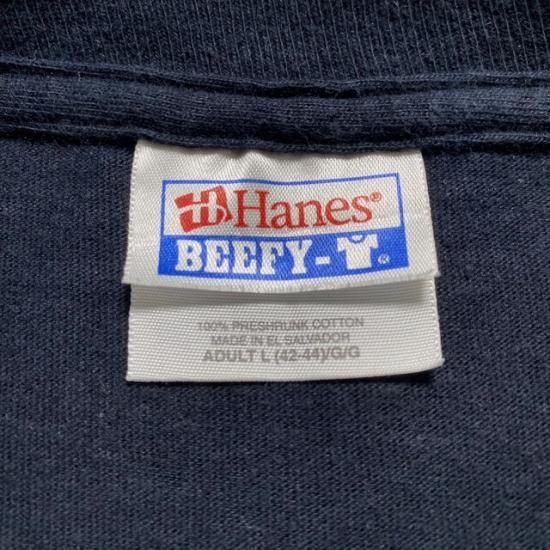 Hanes®
BEEFY-T®
100% PRESHRUNK COTTON
MADE IN EL SALVADOR
ADULT L (42-44)/G/G